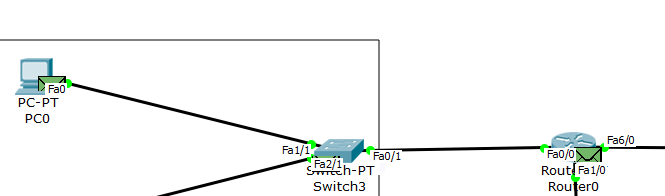 Fa0
PC-PT
PC0
Fa1/1
Fa2/1
Fa0/1
Switch-PT
Switch3
Fa0/0
Fa6/0
Fa1/0
Router0